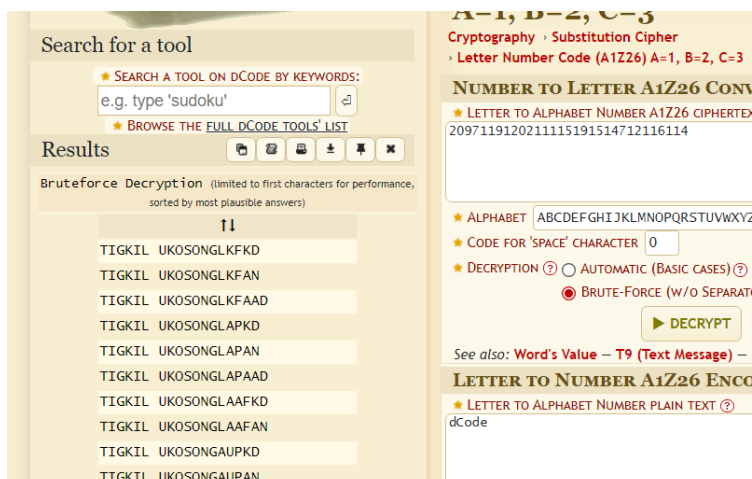 Search for a tool
★ SEARCH A TOOL ON DCODE BY KEYWORDS:
e.g. type 'sudoku'
★ BROWSE THE FULL DCODE TOOLS' LIST
Results
Bruteforce Decryption (limited to first characters for performance,
sorted by most plausible answers)
↑↓
TIGKIL UKOSONGLKFKD
TIGKIL UKOSONGLKFAN
TIGKIL UKOSONGLKFAAD
TIGKIL UKOSONGLAPKD
TIGKIL UKOSONGLAPAN
TIGKIL UKOSONGLAPAAD
TIGKIL UKOSONGLAAFKD
TIGKIL UKOSONGLAAFAN
TIGKIL UKOSONGAUPKD
TIGKIL UKOSONGAUPAN
A=1, B=2, C=3
Cryptography › Substitution Cipher
› Letter Number Code (A1Z26) A=1, B=2, C=3
NUMBER TO LETTER A1Z26 CONV
★ LETTER TO ALPHABET NUMBER A1Z26 CIPHERTEX
20971191202111151915147121​16114
★ ALPHABET ABCDEFGHIJKLMNOPQRSTUVWXYZ
★ CODE FOR 'SPACE' CHARACTER 0
★ DECRYPTION ? AUTOMATIC (BASIC CASES) ?
BRUTE-FORCE (W/O SEPARATO
▶ DECRYPT
See also: Word's Value — T9 (Text Message) —
LETTER TO NUMBER A1Z26 ENCO
★ LETTER TO ALPHABET NUMBER PLAIN TEXT ?
dCode